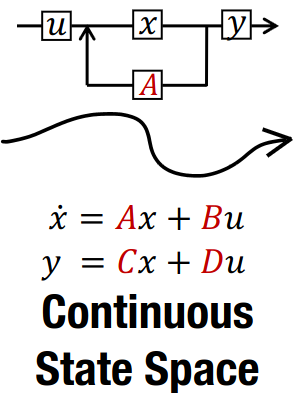 u x y
A
ẋ = Ax + Bu
y = Cx + Du
Continuous
State Space